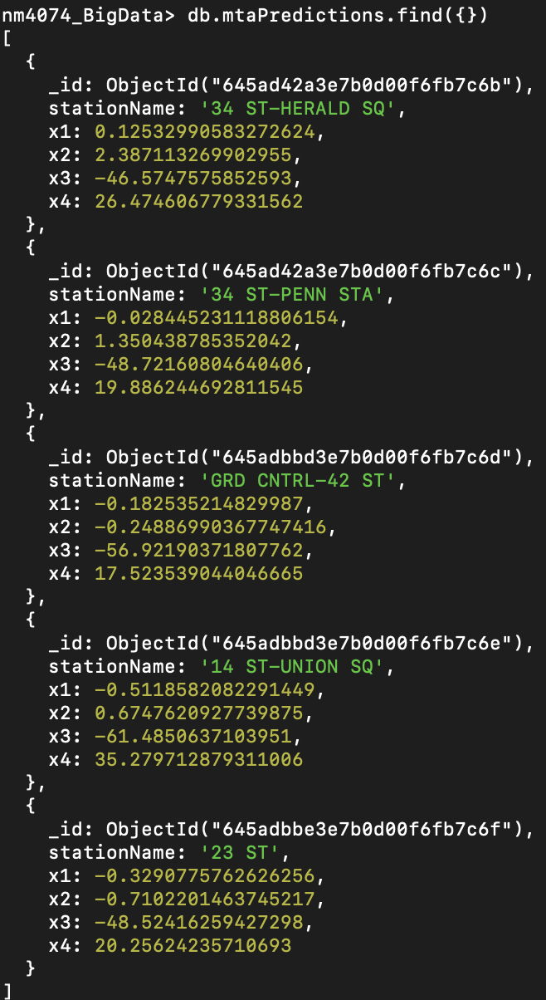 nm4074_BigData> db.mtaPredictions.find({})
[
  {
    _id: ObjectId("645ad42a3e7b0d00f6fb7c6b"),
    stationName: '34 ST-HERALD SQ',
    x1: 0.12532990583272624,
    x2: 2.387113269902955,
    x3: -46.5747575852593,
    x4: 26.474606779331562
  },
  {
    _id: ObjectId("645ad42a3e7b0d00f6fb7c6c"),
    stationName: '34 ST-PENN STA',
    x1: -0.028445231118806154,
    x2: 1.350438785352042,
    x3: -48.72160804640406,
    x4: 19.886244692811545
  },
  {
    _id: ObjectId("645adbbd3e7b0d00f6fb7c6d"),
    stationName: 'GRD CNTRL-42 ST',
    x1: -0.182535214829987,
    x2: -0.24886990367747416,
    x3: -56.92190371807762,
    x4: 17.523539044046665
  },
  {
    _id: ObjectId("645adbbd3e7b0d00f6fb7c6e"),
    stationName: '14 ST-UNION SQ',
    x1: -0.5118582082291449,
    x2: 0.6747620927739875,
    x3: -61.4850637103951,
    x4: 35.279712879311006
  },
  {
    _id: ObjectId("645adbbe3e7b0d00f6fb7c6f"),
    stationName: '23 ST',
    x1: -0.3290775762626256,
    x2: -0.7102201463745217,
    x3: -48.52416259427298,
    x4: 20.25624235710693
  }
]